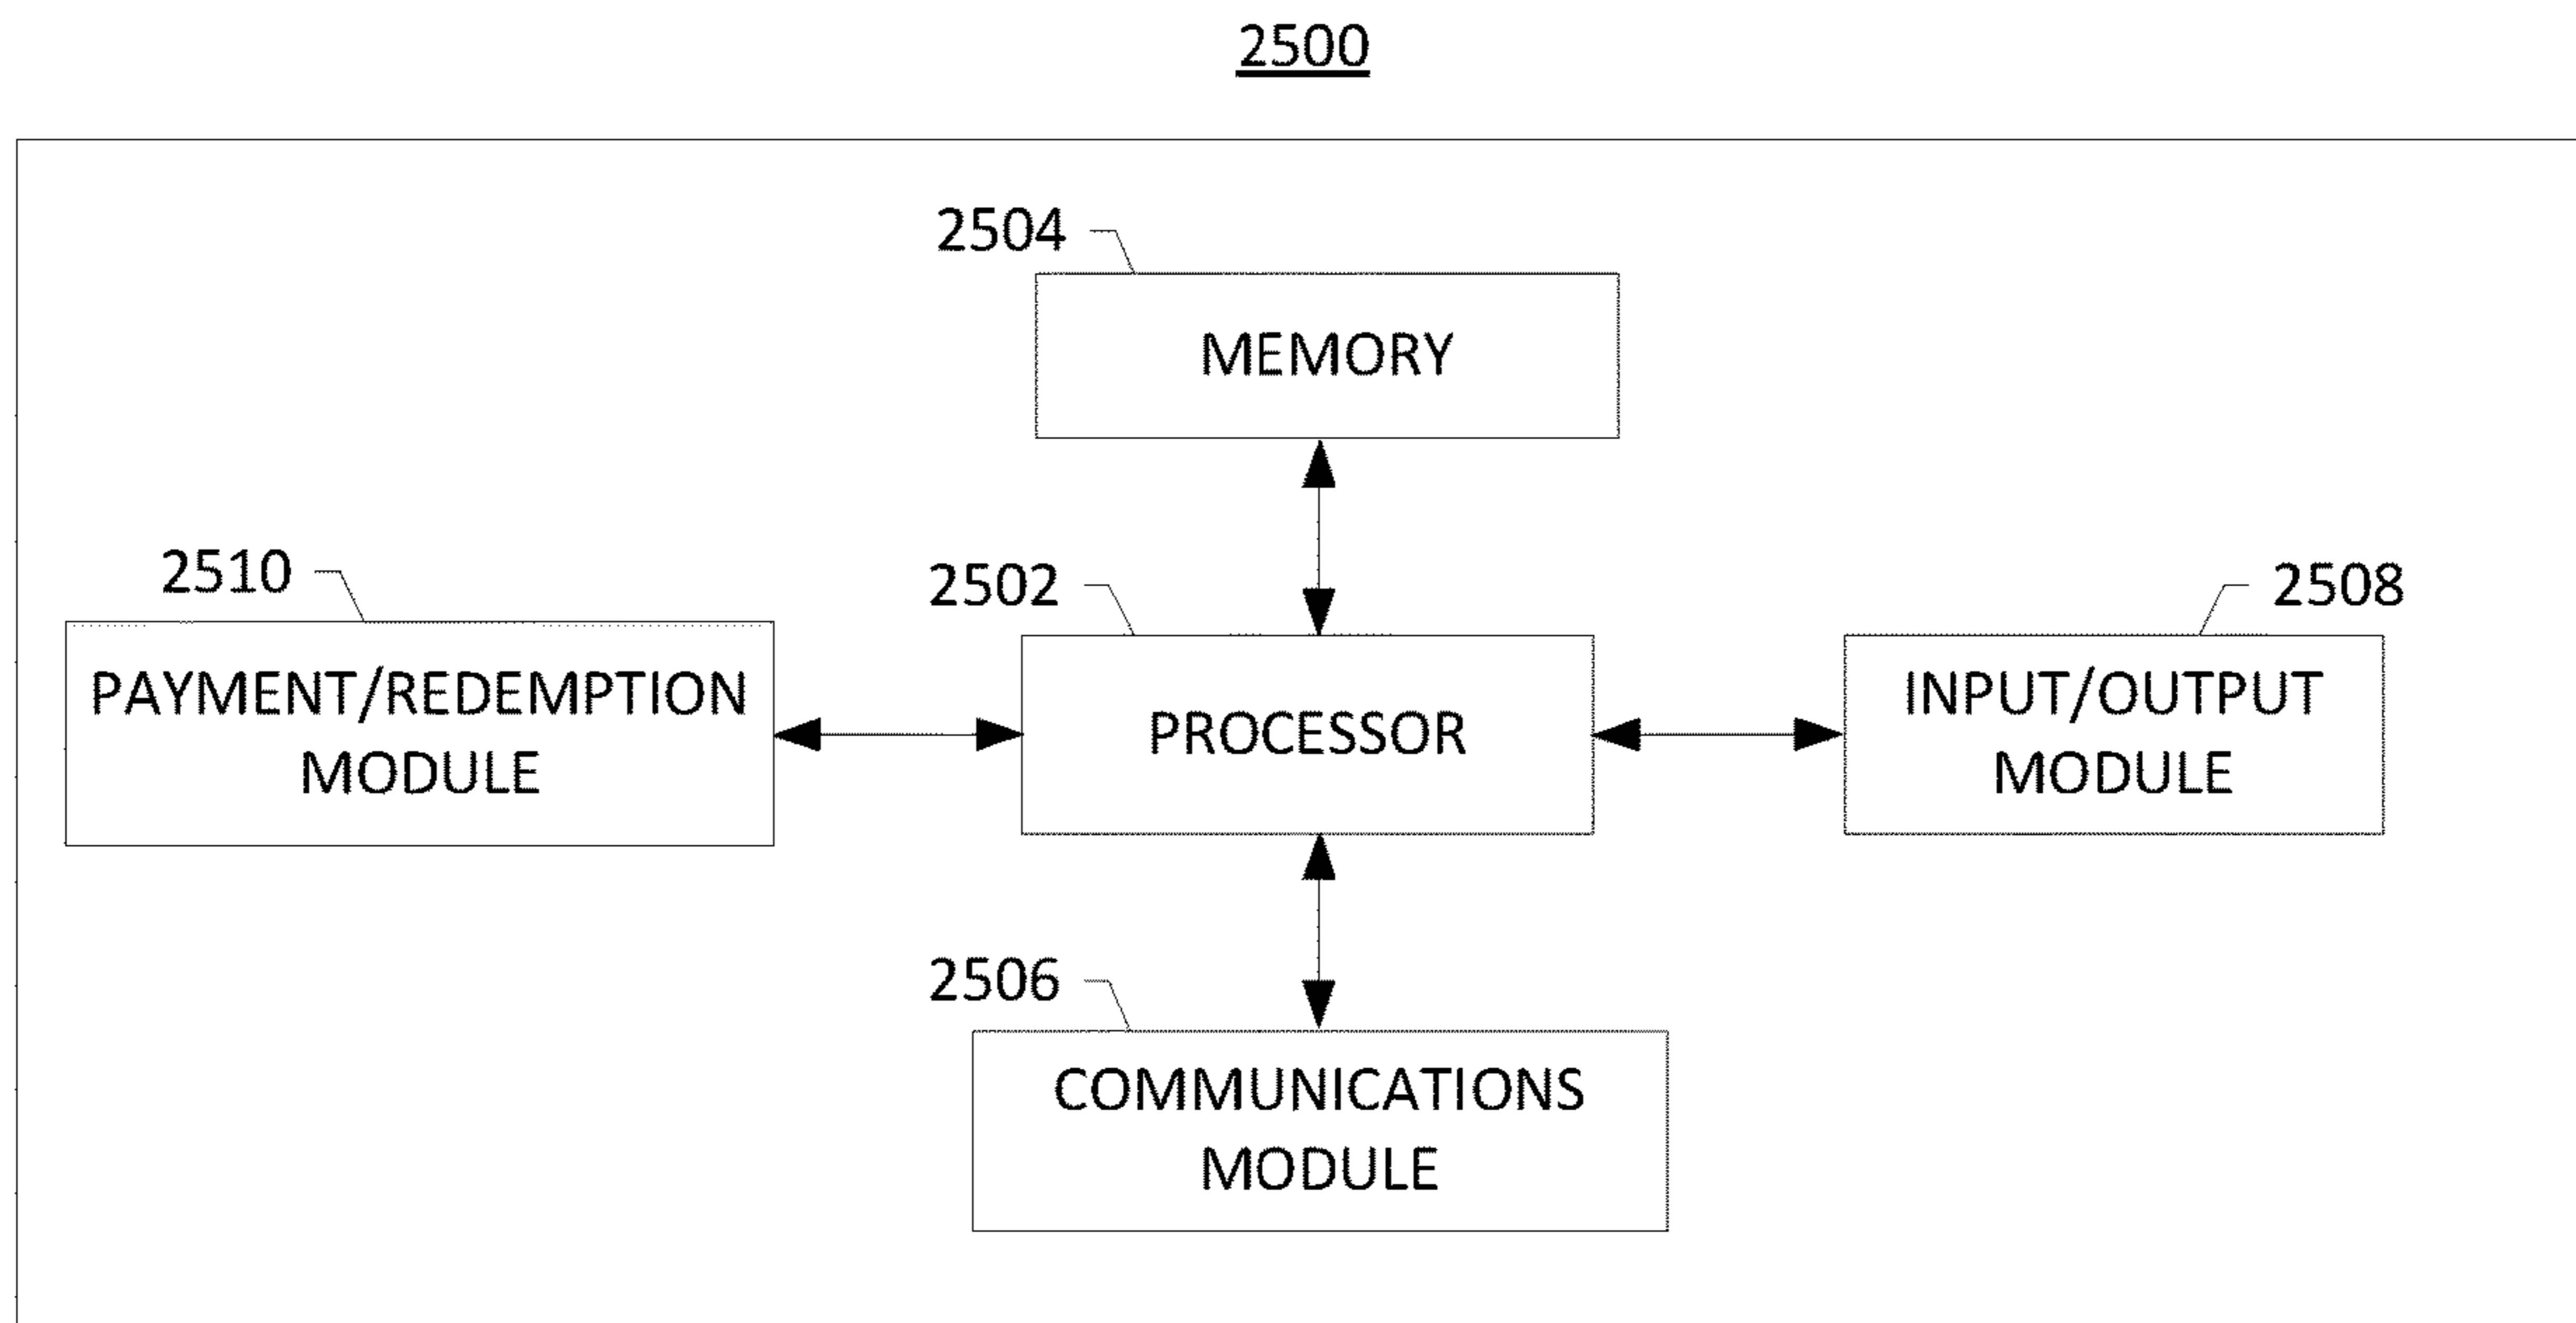 2500
2504
MEMORY
2510
2502
2508
PAYMENT/REDEMPTION
MODULE
PROCESSOR
INPUT/OUTPUT
MODULE
2506
COMMUNICATIONS
MODULE